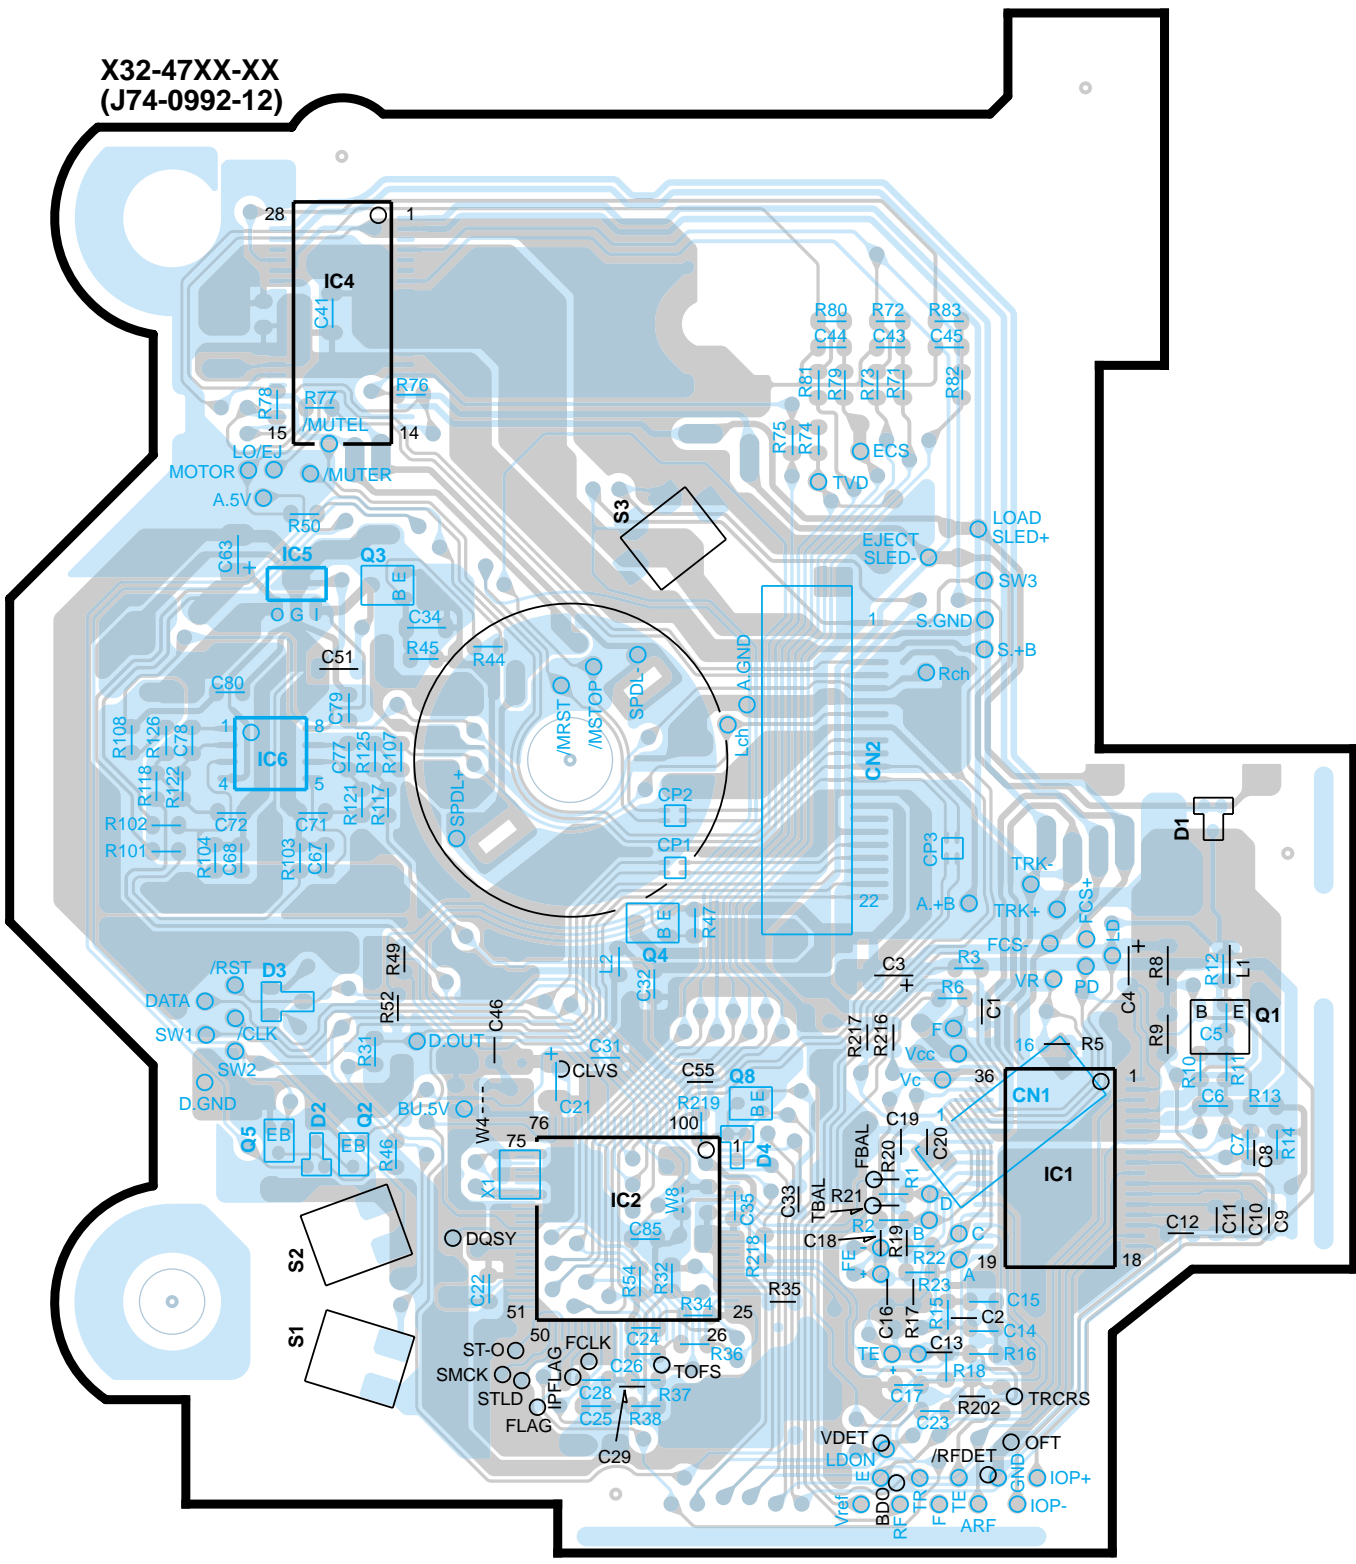 X32-47XX-XX
(J74-0992-12)
28
1
IC4
C41
R80
R72
R83
C44
C43
C45
R81
R79
R73
R71
R82
R78
R77
R76
15
/MUTEL
14
R75
R74
LO/EJ
ECS
MOTOR
/MUTER
TVD
A.5V
S3
R50
LOAD
SLED+
EJECT
SLED-
C63
+
IC5
Q3
B E
SW3
O G I
C34
1
S.GND
R45
R44
C51
S.+B
Rch
A.GND
SPDL-
/MSTOP
/MRST
C80
C79
1
8
Lch
R108
R126
C78
IC6
C77
R125
R107
CN2
R118
R122
4
5
R121
R117
CP2
SPDL+
R102
C72
C71
D1
R101
R104
C68
R103
C67
CP1
CP3
TRK-
22
A.+B
TRK+
FCS+
B E
R47
Q4
LD
FCS-
L2
C32
R49
C3
+
R3
C4
+
R8
R12
L1
/RST
D3
VR
PD
DATA
R52
R6
C1
SW1
/CLK
C46
R217
R216
F
R9
B
E
Q1
C5
SW2
R31
D.OUT
+
C31
CLVS
Vcc
16
R5
R10
R11
D.GND
C55
Q8
BE
Vc
36
CN1
1
BU.5V
W4
C21
R219
C6
R13
76
100
C19
C20
1
Q5
EB
D2
Q2
EB
R46
75
1
D4
FBAL
R20
C7
C8
R14
X1
IC2
W8
TBAL
R21
R1
D
IC1
C35
C33
R2
B
C
C12
C11
C10
C9
DQSY
C85
C18
R19
FE
-
+
R22
A
S2
R218
19
18
C22
R54
R32
R35
R23
C15
51
R34
25
C16
R17
R15
C2
S1
50
C24
26
C14
ST-O
FCLK
R36
TE
C13
R16
SMCK
IPFLAG
C26
TOFS
+
-
R18
STLD
C28
R37
C17
R202
TRCRS
FLAG
C25
R38
C23
C29
VDET
OFT
LDON
/RFDET
E
TR
TE
GND
IOP+
Vref
BDO
RF
F
ARF
IOP-